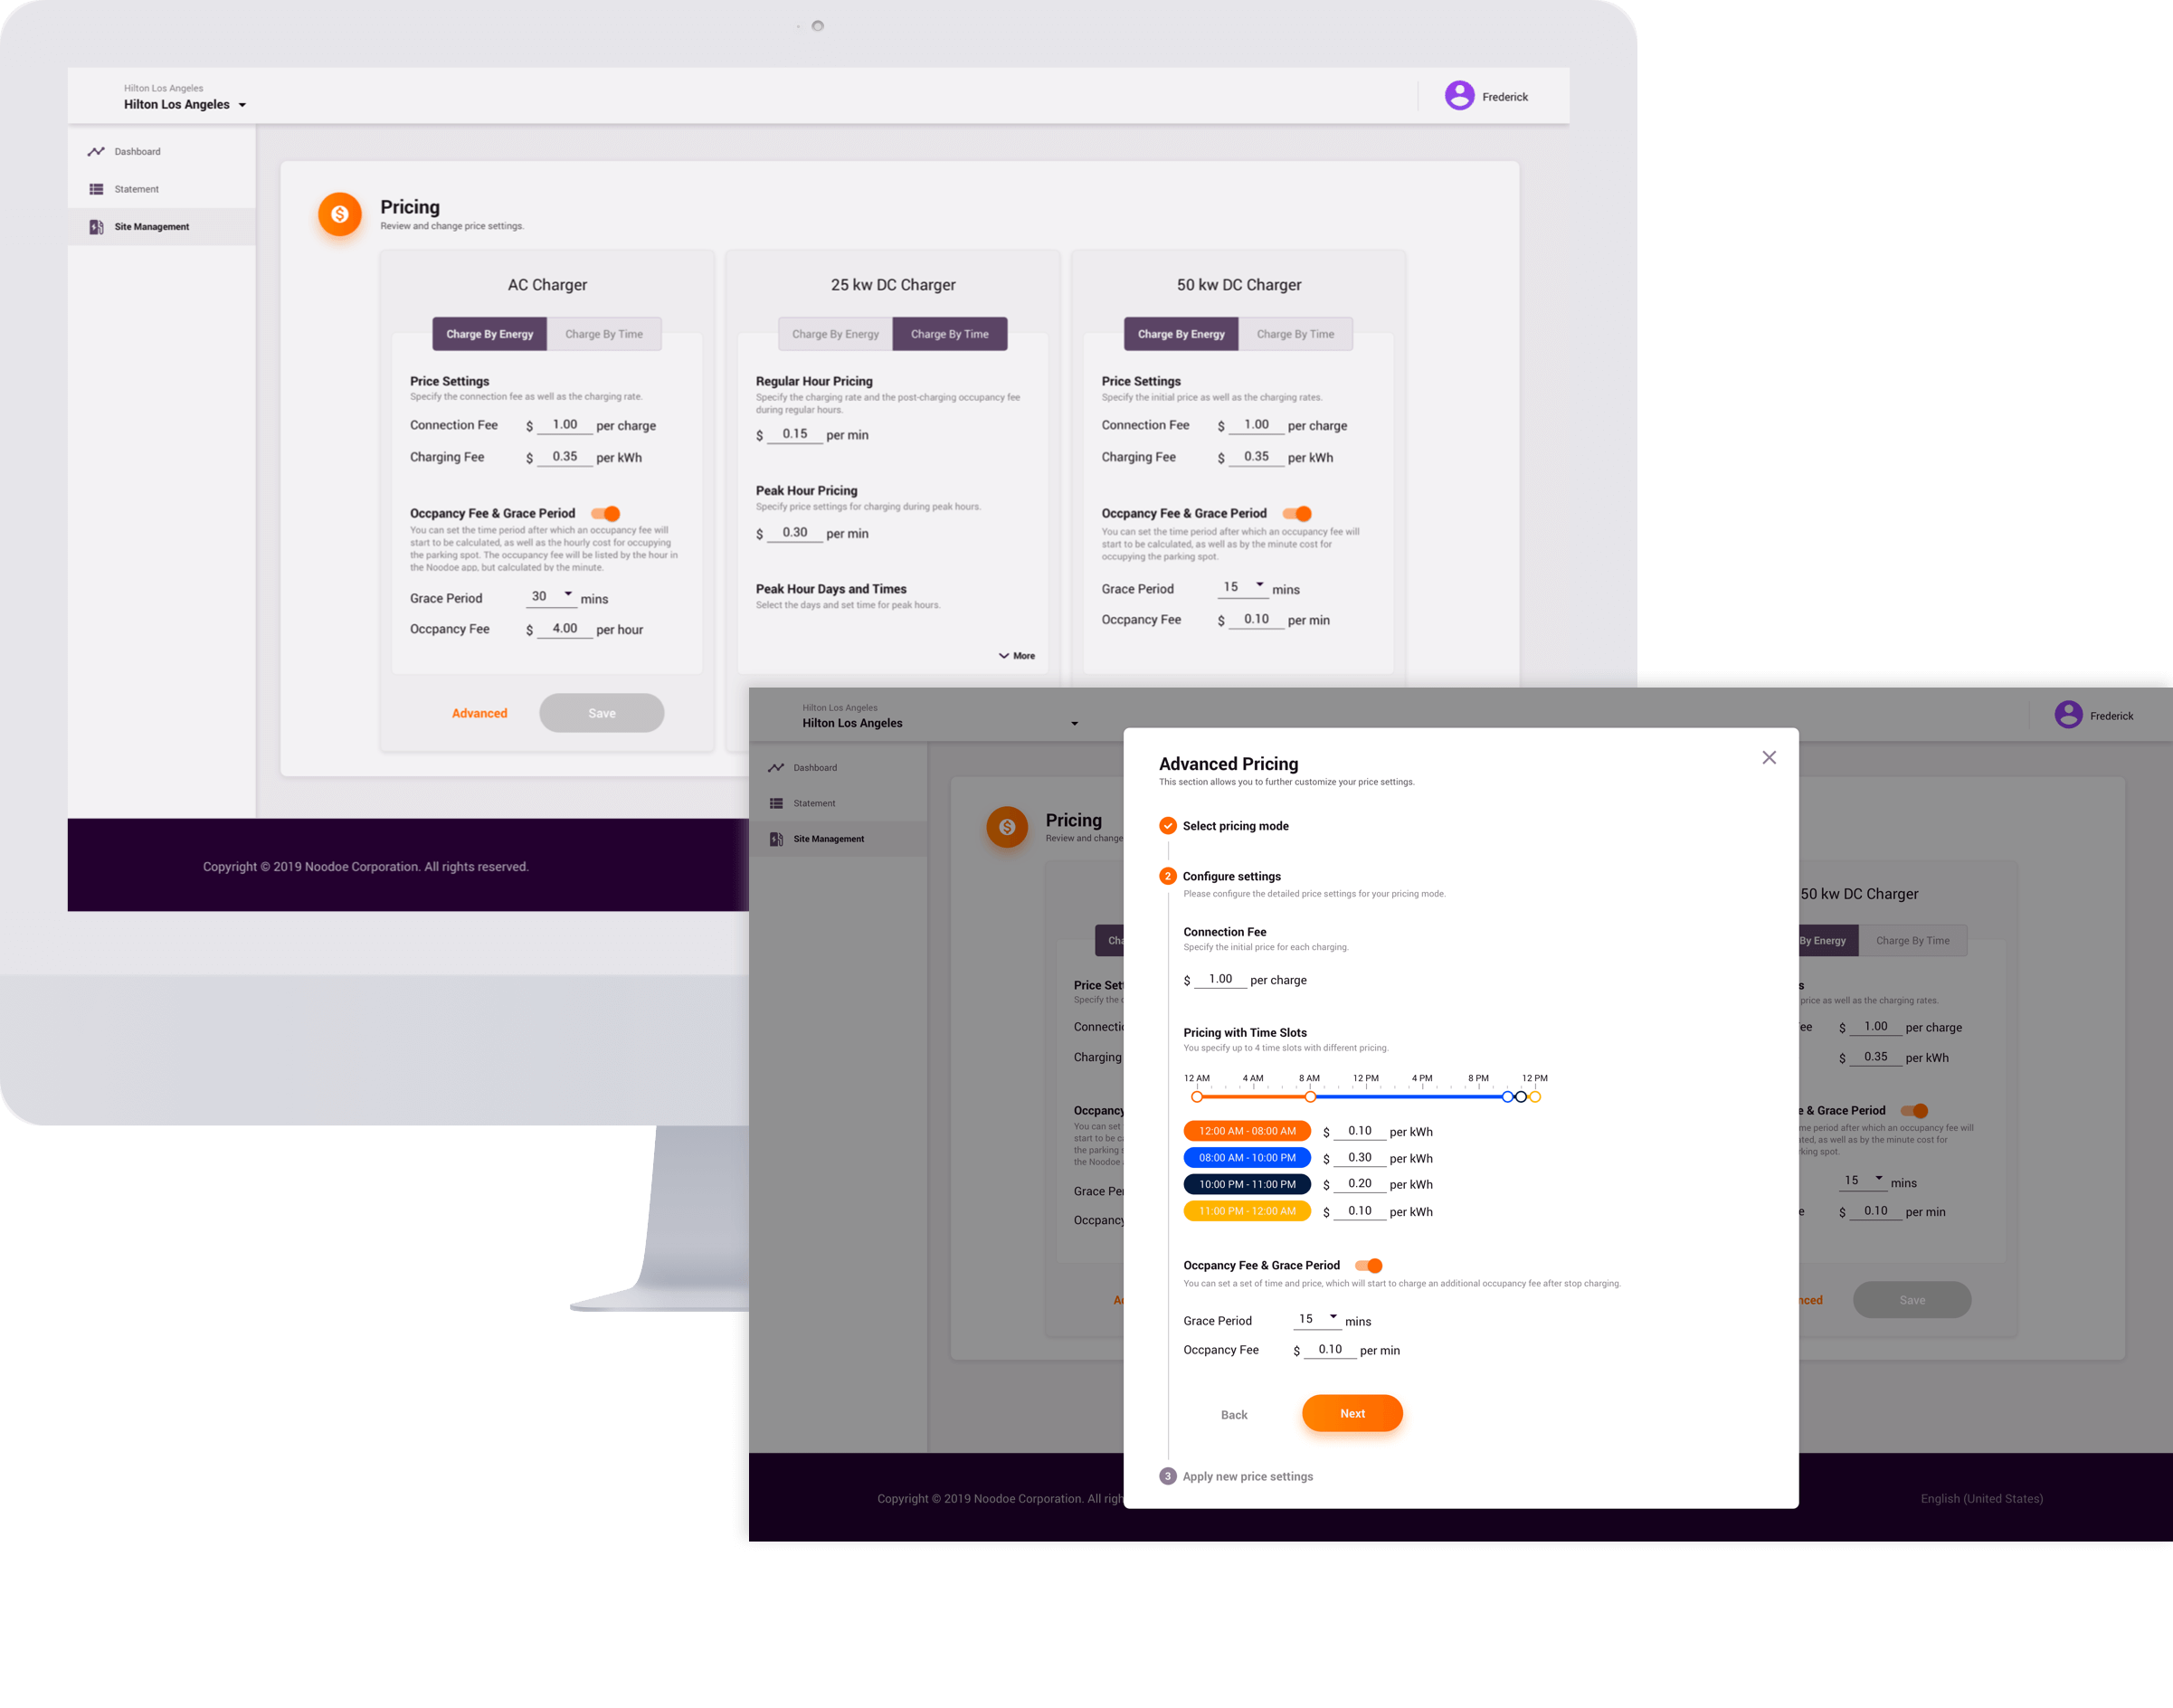 Hilton Los Angeles
Hilton Los Angeles
Frederick
Dashboard
Statement
Site Management
Pricing
Review and change price settings.
AC Charger
Charge By Energy
Charge By Time
Price Settings
Specify the connection fee as well as the charging rate.
Connection Fee $ 1.00 per charge
Charging Fee $ 0.35 per kWh
Occpancy Fee & Grace Period
You can set the time period after which an occupancy fee will
start to be calculated, as well as the hourly cost for occupying
the parking spot. The occupancy fee will be listed by the hour in
the Noodoe app, but calculated by the minute.
Grace Period 30 mins
Occpancy Fee $ 4.00 per hour
Advanced
Save
25 kw DC Charger
Charge By Energy
Charge By Time
Regular Hour Pricing
Specify the charging rate and the post-charging occupancy fee
during regular hours.
$ 0.15 per min
Peak Hour Pricing
Specify price settings for charging during peak hours.
$ 0.30 per min
Peak Hour Days and Times
Select the days and set time for peak hours.
More
50 kw DC Charger
Charge By Energy
Charge By Time
Price Settings
Specify the initial price as well as the charging rates.
Connection Fee $ 1.00 per charge
Charging Fee $ 0.35 per kWh
Occpancy Fee & Grace Period
You can set the time period after which an occupancy fee will
start to be calculated, as well as by the minute cost for
occupying the parking spot.
Grace Period 15 mins
Occpancy Fee $ 0.10 per min
Copyright © 2019 Noodoe Corporation. All rights reserved.
Hilton Los Angeles
Hilton Los Angeles
Frederick
Dashboard
Statement
Site Management
Pricing
Review and change
Cha
Price Set
Specify the
Connecti
Charging
Occpancy
You can set
start to be c
the parking
the Noodoe
Grace Per
Occpancy
Ad
Advanced Pricing
This section allows you to further customize your price settings.
Select pricing mode
2 Configure settings
Please configure the detailed price settings for your pricing mode.
Connection Fee
Specify the initial price for each charging.
$ 1.00 per charge
Pricing with Time Slots
You specify up to 4 time slots with different pricing.
12 AM 4 AM 8 AM 12 PM 4 PM 8 PM 12 PM
12:00 AM - 08:00 AM $ 0.10 per kWh
08:00 AM - 10:00 PM $ 0.30 per kWh
10:00 PM - 11:00 PM $ 0.20 per kWh
11:00 PM - 12:00 AM $ 0.10 per kWh
Occpancy Fee & Grace Period
You can set a set of time and price, which will start to charge an additional occupancy fee after stop charging.
Grace Period 15 mins
Occpancy Fee $ 0.10 per min
Back
Next
3 Apply new price settings
50 kw DC Charger
By Energy
Charge By Time
s
price as well as the charging rates.
ee $ 1.00 per charge
$ 0.35 per kWh
e & Grace Period
me period after which an occupancy fee will
ated, as well as by the minute cost for
king spot.
15 mins
e $ 0.10 per min
nced
Save
Copyright © 2019 Noodoe Corporation. All righ
English (United States)